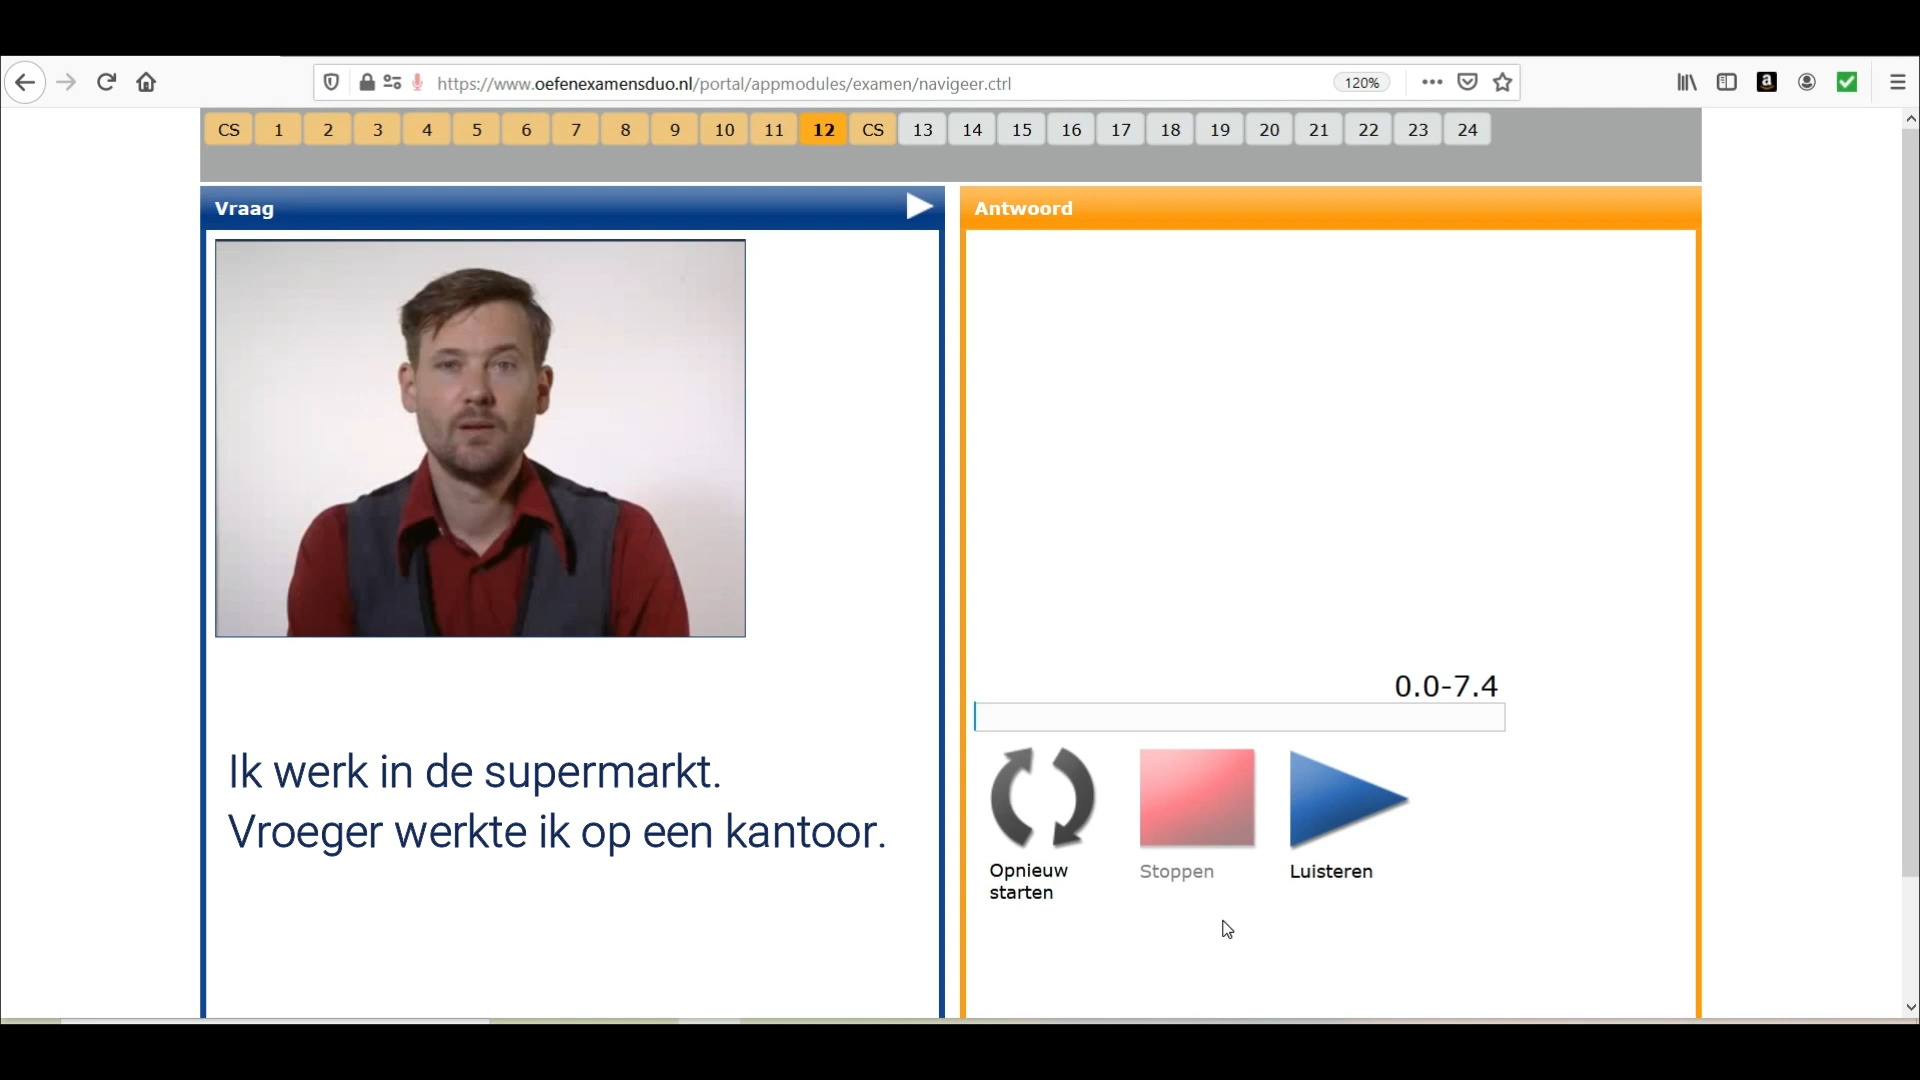 https://www.oefenexamensduo.nl/portal/appmodules/examen/navigeer.ctrl
120%
CS 1 2 3 4 5 6 7 8 9 10 11 12 CS 13 14 15 16 17 18 19 20 21 22 23 24
Vraag
Antwoord
0.0-7.4
Ik werk in de supermarkt.
Vroeger werkte ik op een kantoor.
Opnieuw
starten
Stoppen
Luisteren